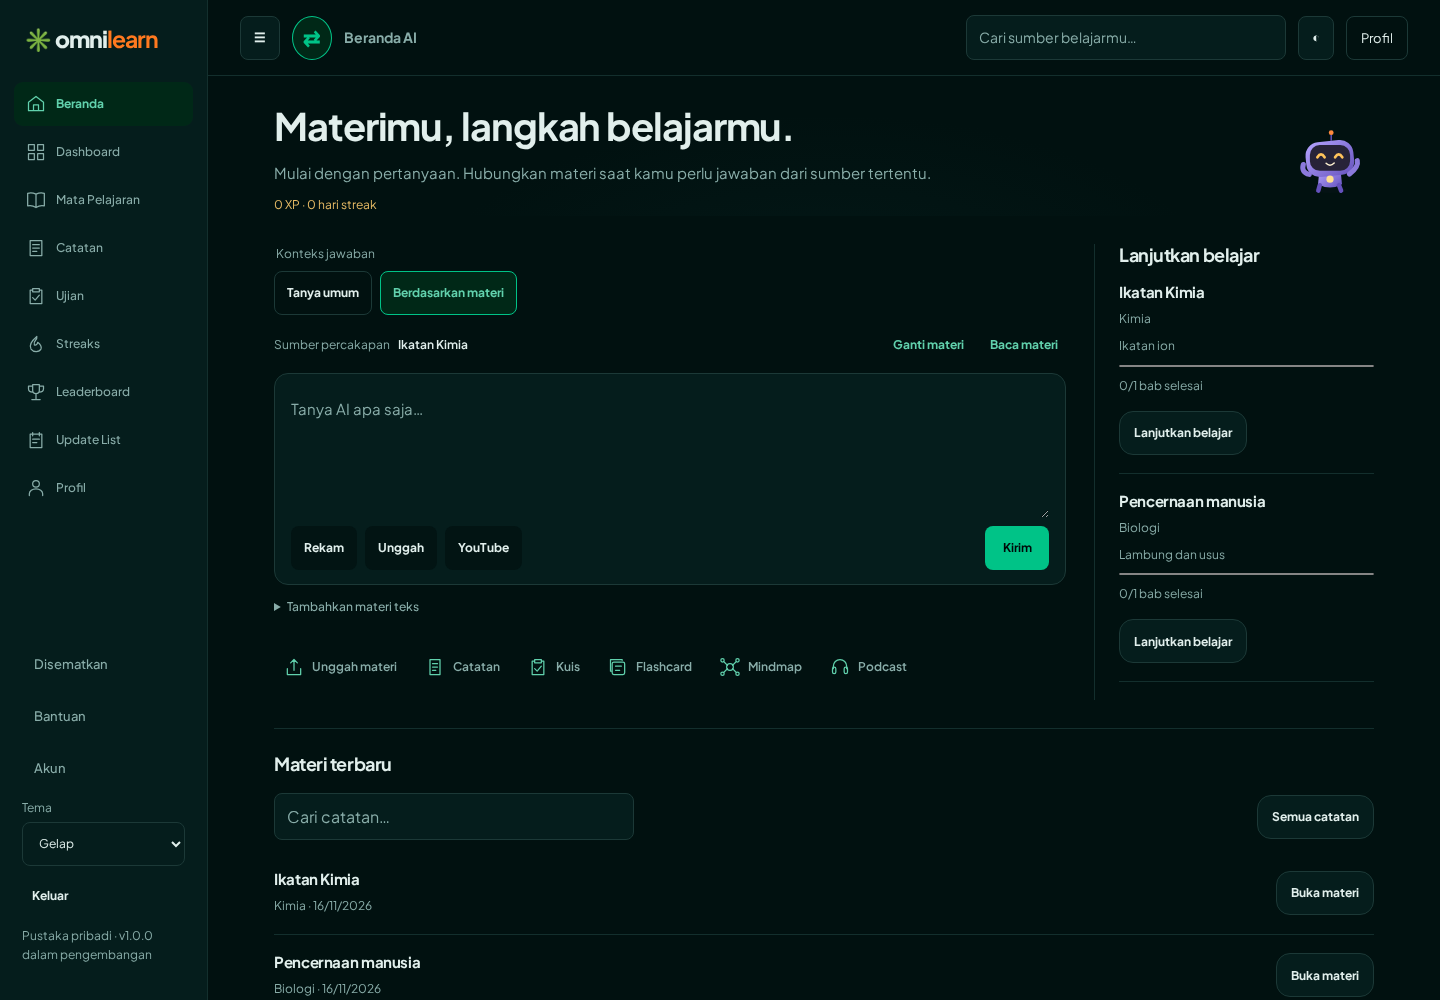 omnilearn
Beranda
Dashboard
Mata Pelajaran
Catatan
Ujian
Streaks
Leaderboard
Update List
Profil
Disematkan
Bantuan
Akun
Tema
Gelap
Keluar
Pustaka pribadi · v1.0.0
dalam pengembangan
Beranda AI
Cari sumber belajarmu...
Profil
Materimu, langkah belajarmu.
Mulai dengan pertanyaan. Hubungkan materi saat kamu perlu jawaban dari sumber tertentu.
0 XP · 0 hari streak
Konteks jawaban
Tanya umum
Berdasarkan materi
Sumber percakapan Ikatan Kimia
Ganti materi
Baca materi
Tanya AI apa saja...
Rekam
Unggah
YouTube
Kirim
Tambahkan materi teks
Unggah materi
Catatan
Kuis
Flashcard
Mindmap
Podcast
Lanjutkan belajar
Ikatan Kimia
Kimia
Ikatan ion
0/1 bab selesai
Lanjutkan belajar
Pencernaan manusia
Biologi
Lambung dan usus
0/1 bab selesai
Lanjutkan belajar
Materi terbaru
Cari catatan...
Semua catatan
Ikatan Kimia
Kimia · 16/11/2026
Buka materi
Pencernaan manusia
Biologi · 16/11/2026
Buka materi